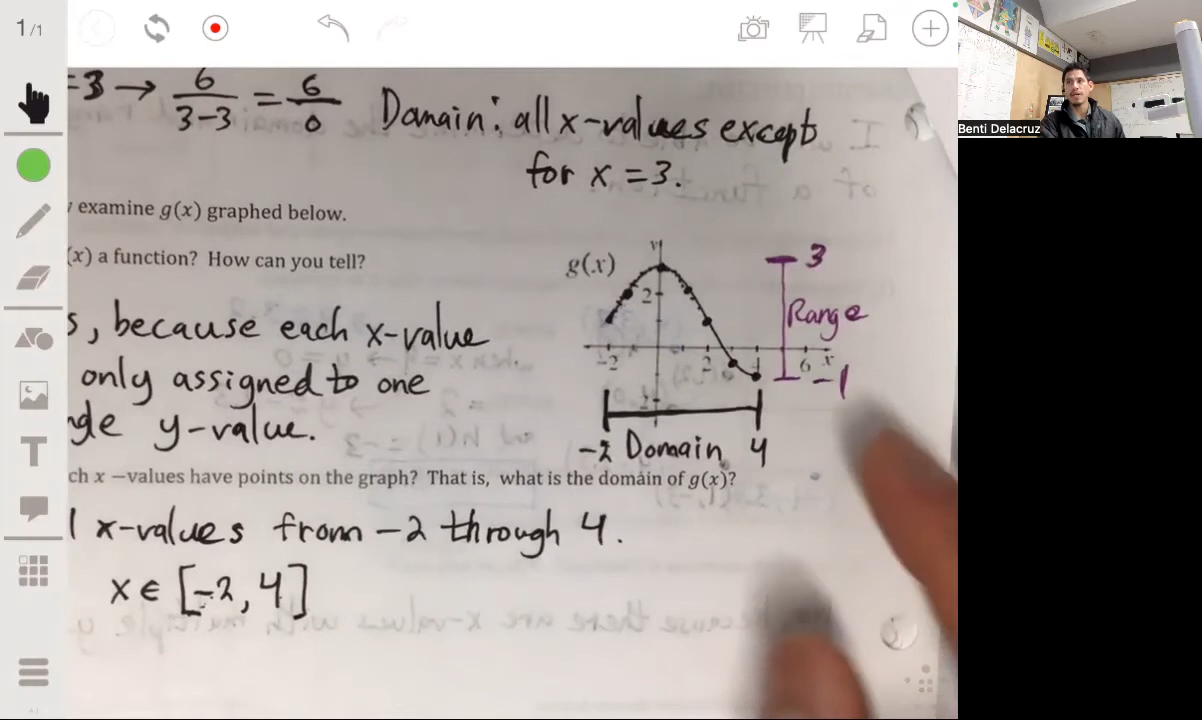 1/1
=3 → 6/(3-3) = 6/0 Domain: all x-values except
for x = 3.
Benti Delacruz
examine g(x) graphed below.
(x) a function? How can you tell?
s, because each x-value
only assigned to one
y-value.
g(x)
y
2
-2
2
4
6
x
3
Range
-1
-2 Domain 4
ch x –values have points on the graph? That is, what is the domain of g(x)?
x-values from -2 through 4.
x ∈ [-2, 4]
T